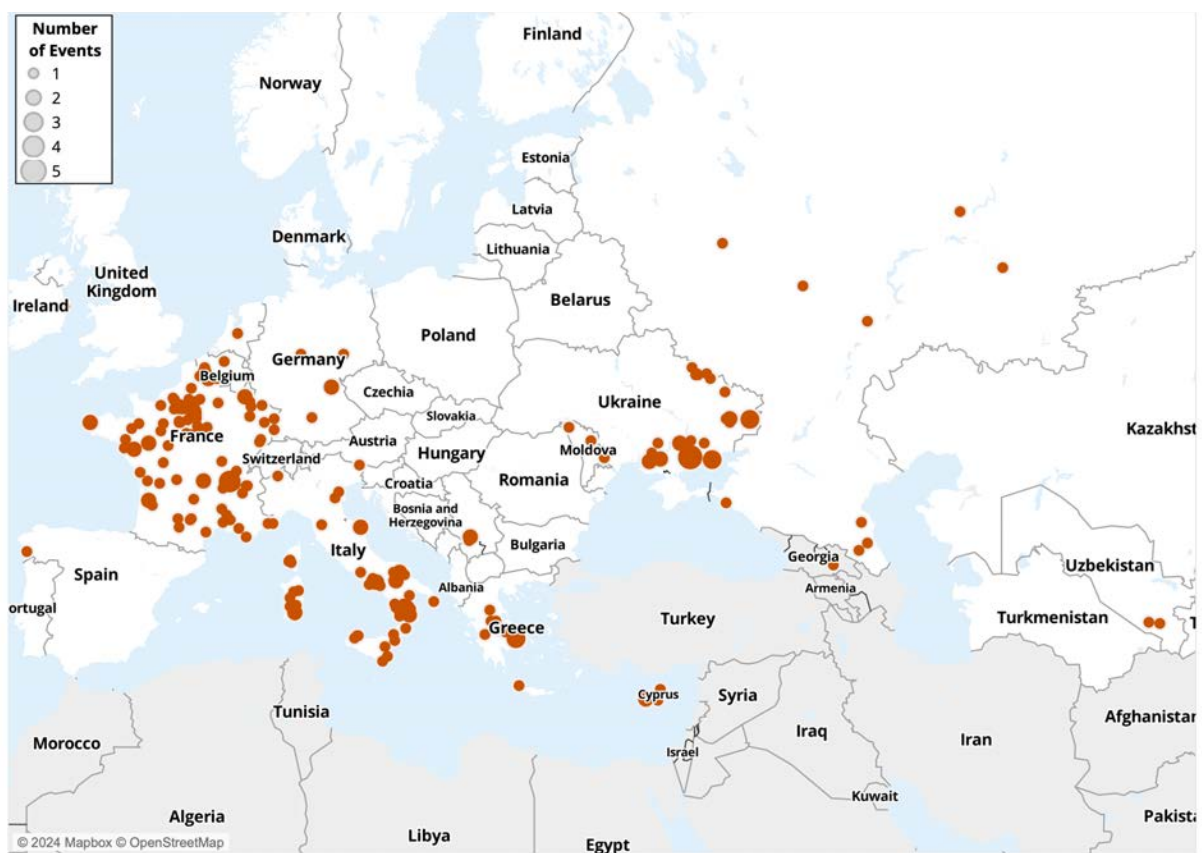 Number
of Events
1
2
3
4
5
Finland
Norway
Estonia
Latvia
Denmark
Lithuania
United
Kingdom
Ireland
Belarus
Poland
Germany
Belgium
Czechia
Ukraine
Slovakia
France
Kazakhst
Austria
Moldova
Switzerland
Hungary
Romania
Croatia
Bosnia and
Herzegovina
Italy
Bulgaria
Georgia
Uzbekistan
Spain
Albania
Armenia
ortugal
Turkey
Turkmenistan
T
Greece
Cyprus
Syria
Tunisia
Afghanistan
Morocco
Iraq
Iran
Israel
Kuwait
Algeria
Pakista
Libya
Egypt
© 2024 Mapbox © OpenStreetMap